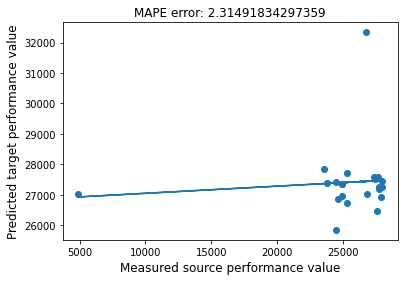 MAPE error: 2.31491834297359
32000
31000
30000
29000
28000
27000
26000
Predicted target performance value
5000 10000 15000 20000 25000
Measured source performance value